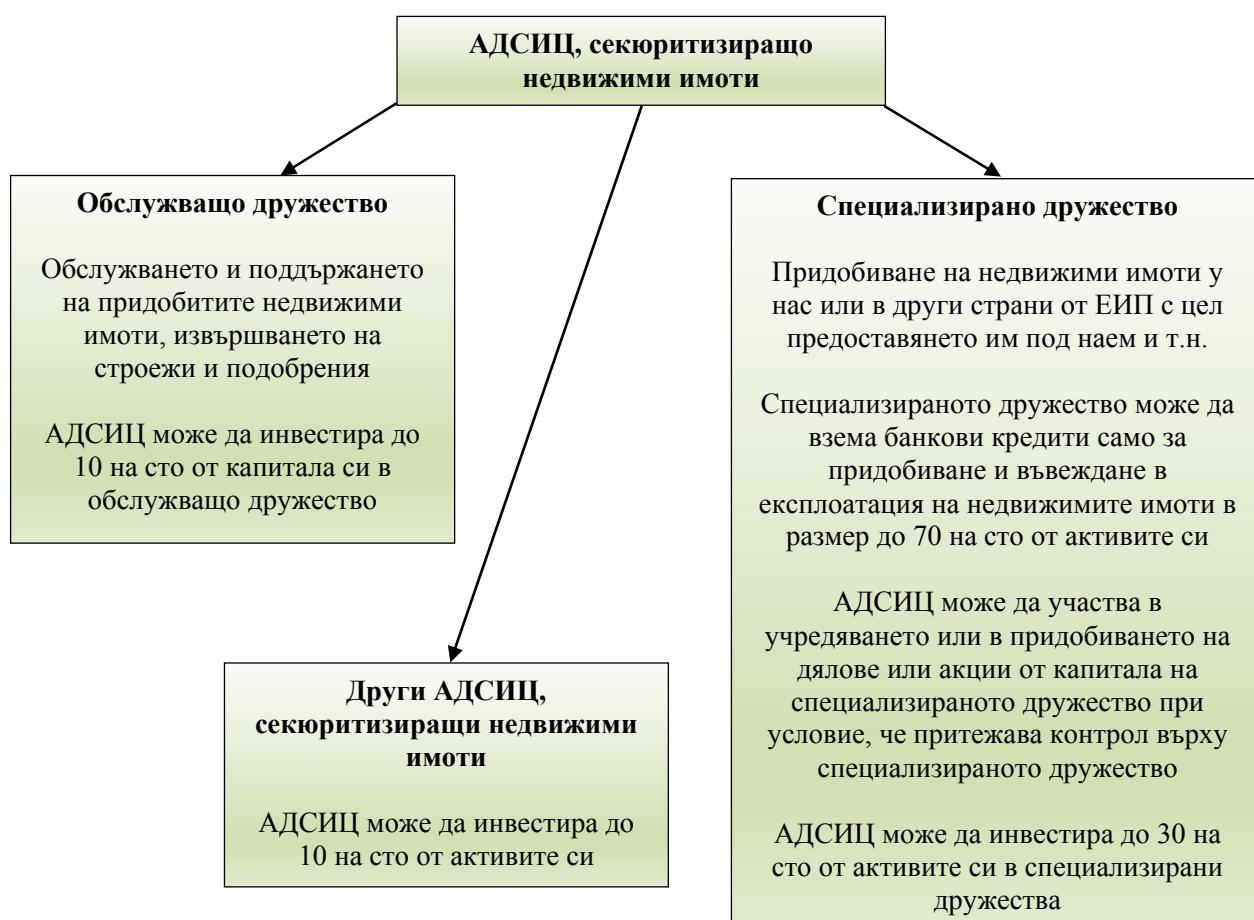 АДСИЦ, секюритизиращо
недвижими имоти
Обслужващо дружество
Обслужването и поддържането
на придобитите недвижими
имоти, извършването на
строежи и подобрения
АДСИЦ може да инвестира до
10 на сто от капитала си в
обслужващо дружество
Други АДСИЦ,
секюритизиращи недвижими
имоти
АДСИЦ може да инвестира до
10 на сто от активите си
Специализирано дружество
Придобиване на недвижими имоти у
нас или в други страни от ЕИП с цел
предоставянето им под наем и т.н.
Специализираното дружество може да
взема банкови кредити само за
придобиване и въвеждане в
експлоатация на недвижимите имоти в
размер до 70 на сто от активите си
АДСИЦ може да участва в
учредяването или в придобиването на
дялове или акции от капитала на
специализираното дружество при
условие, че притежава контрол върху
специализираното дружество
АДСИЦ може да инвестира до 30 на
сто от активите си в специализирани
дружества